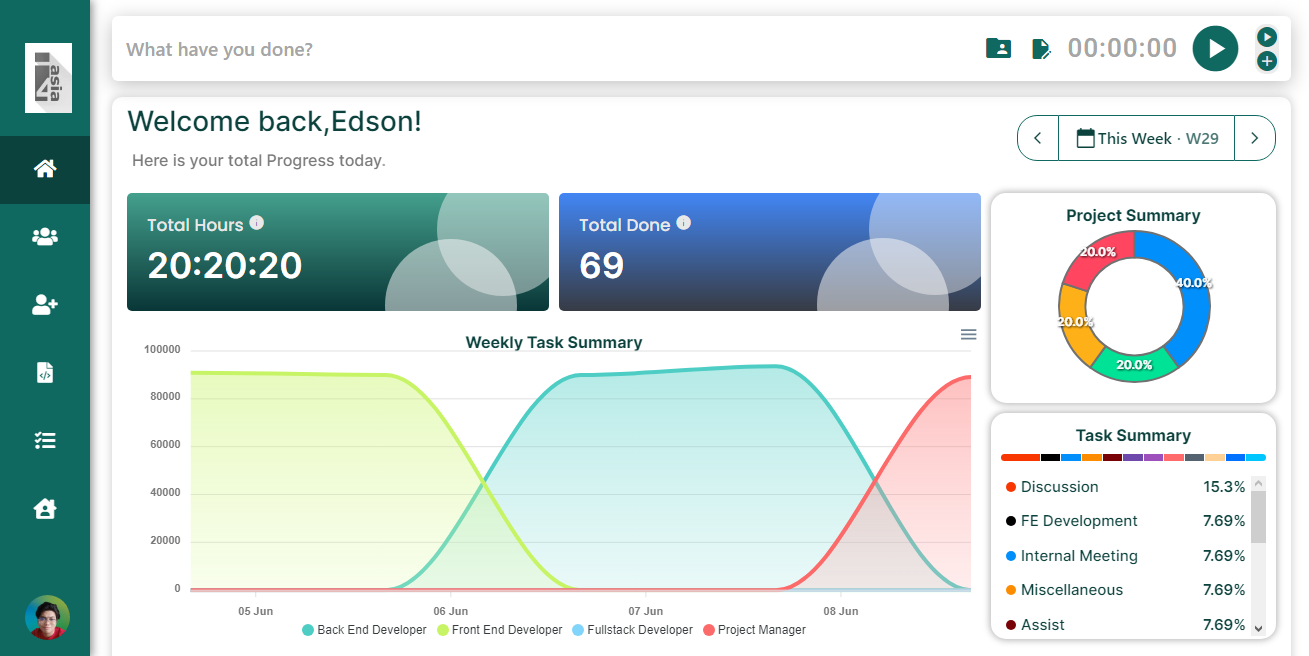 i4
asia
What have you done?
00:00:00
Welcome back,Edson!
Here is your total Progress today.
This Week · W29
Total Hours
20:20:20
Total Done
69
Project Summary
20.0%
40.0%
20.0%
20.0%
Weekly Task Summary
100000
80000
60000
40000
20000
0
05 Jun
06 Jun
07 Jun
08 Jun
Back End Developer
Front End Developer
Fullstack Developer
Project Manager
Task Summary
Discussion 15.3%
FE Development 7.69%
Internal Meeting 7.69%
Miscellaneous 7.69%
Assist 7.69%